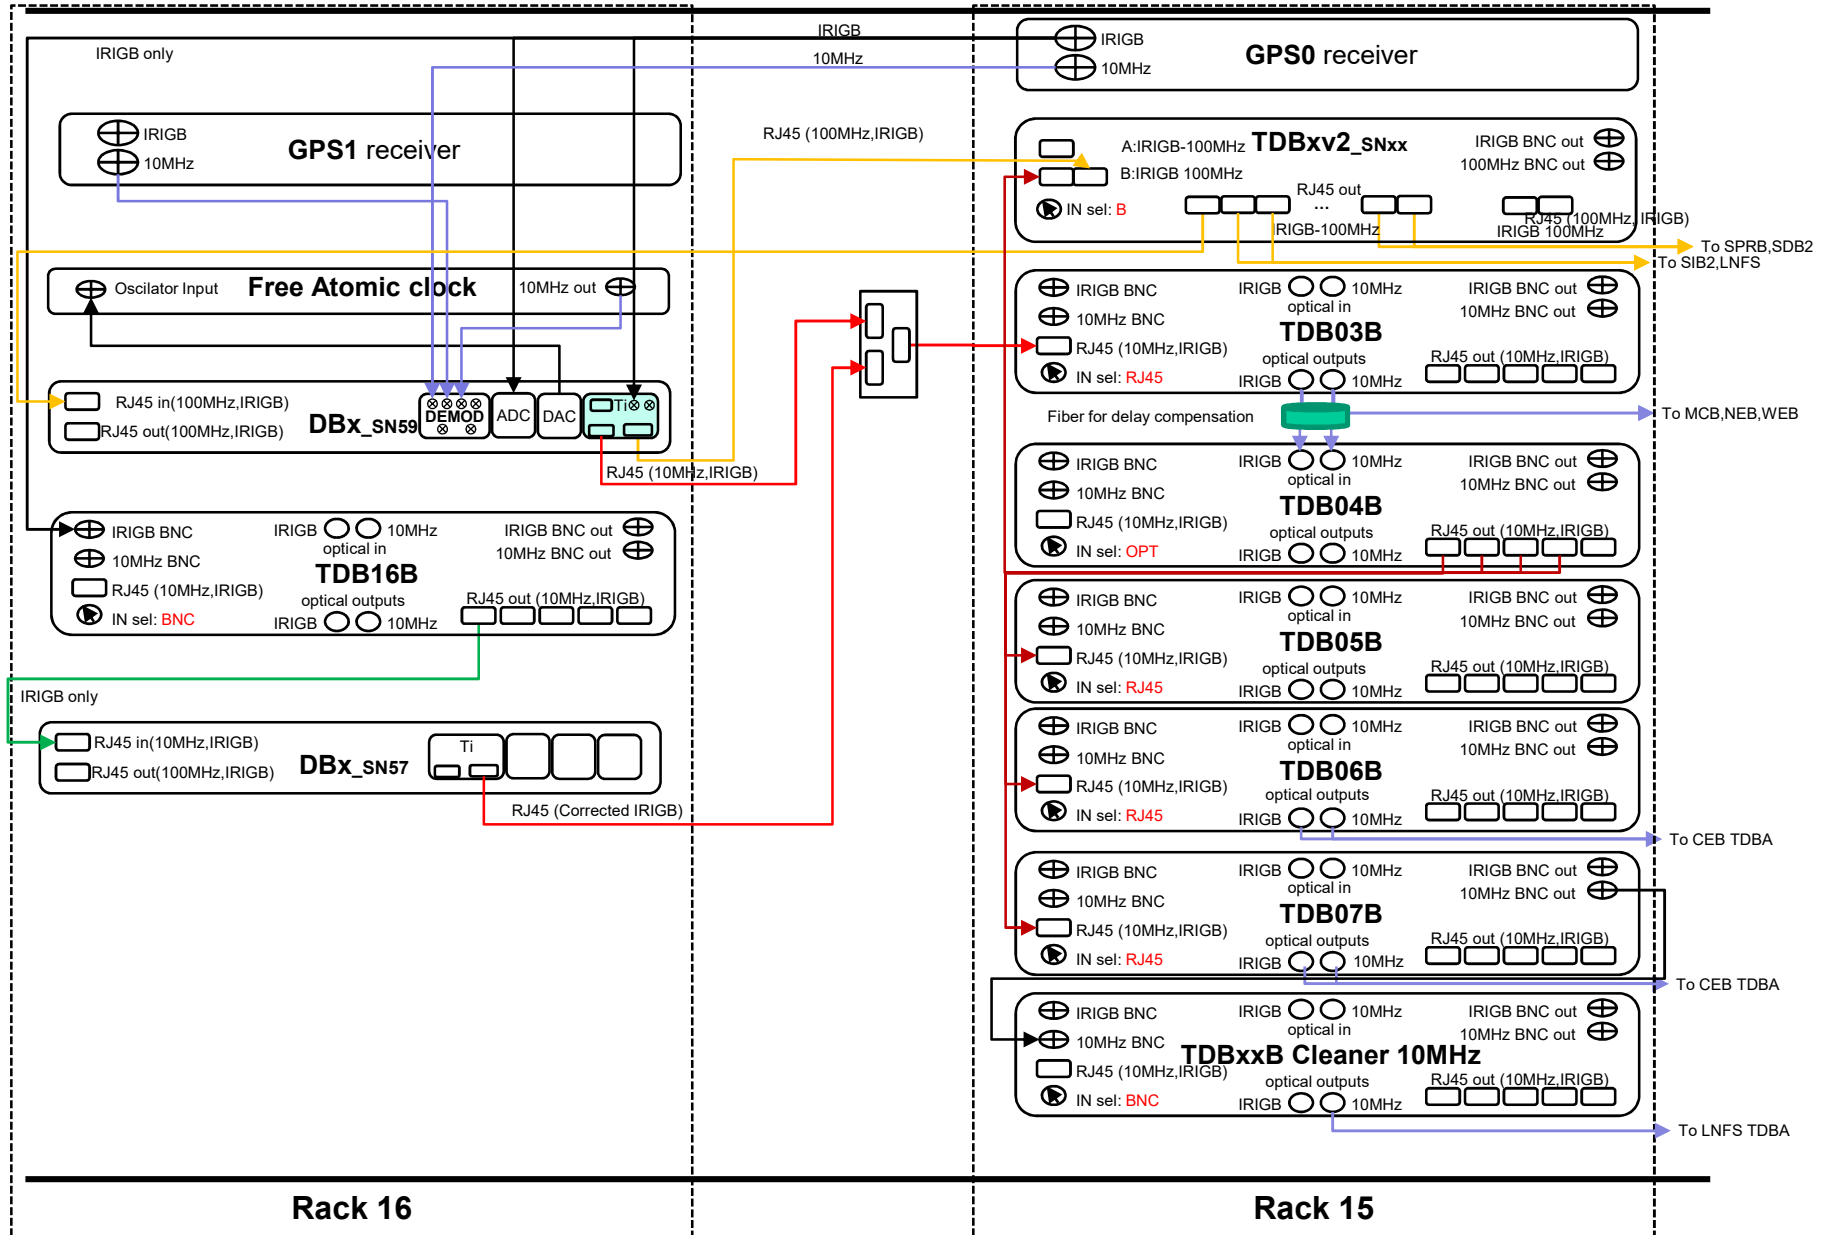 IRIGB only
IRIGB
10MHz
IRIGB
10MHz
GPS0 receiver
IRIGB
10MHz
GPS1 receiver
RJ45 (100MHz,IRIGB)
A:IRIGB-100MHz
TDBxv2_SNxx
IRIGB BNC out
100MHz BNC out
B:IRIGB 100MHz
IN sel: B
RJ45 out
...
IRIGB-100MHz
RJ45 (100MHz, IRIGB)
IRIGB 100MHz
To SPRB,SDB2
To SIB2,LNFS
Oscilator Input
Free Atomic clock
10MHz out
RJ45 in(100MHz,IRIGB)
RJ45 out(100MHz,IRIGB)
DBx_SN59
DEMOD
ADC
DAC
Ti
RJ45 (10MHz,IRIGB)
IRIGB BNC
10MHz BNC
RJ45 (10MHz,IRIGB)
IN sel: RJ45
IRIGB
10MHz
optical in
TDB03B
optical outputs
IRIGB
10MHz
IRIGB BNC out
10MHz BNC out
RJ45 out (10MHz,IRIGB)
Fiber for delay compensation
To MCB,NEB,WEB
IRIGB BNC
10MHz BNC
RJ45 (10MHz,IRIGB)
IN sel: OPT
IRIGB
10MHz
optical in
TDB04B
optical outputs
IRIGB
10MHz
IRIGB BNC out
10MHz BNC out
RJ45 out (10MHz,IRIGB)
IRIGB BNC
10MHz BNC
RJ45 (10MHz,IRIGB)
IN sel: BNC
IRIGB
10MHz
optical in
TDB16B
optical outputs
IRIGB
10MHz
IRIGB BNC out
10MHz BNC out
RJ45 out (10MHz,IRIGB)
IRIGB BNC
10MHz BNC
RJ45 (10MHz,IRIGB)
IN sel: RJ45
IRIGB
10MHz
optical in
TDB05B
optical outputs
IRIGB
10MHz
IRIGB BNC out
10MHz BNC out
RJ45 out (10MHz,IRIGB)
IRIGB only
RJ45 in(10MHz,IRIGB)
RJ45 out(100MHz,IRIGB)
DBx_SN57
Ti
RJ45 (Corrected IRIGB)
IRIGB BNC
10MHz BNC
RJ45 (10MHz,IRIGB)
IN sel: RJ45
IRIGB
10MHz
optical in
TDB06B
optical outputs
IRIGB
10MHz
IRIGB BNC out
10MHz BNC out
RJ45 out (10MHz,IRIGB)
To CEB TDBA
IRIGB BNC
10MHz BNC
RJ45 (10MHz,IRIGB)
IN sel: RJ45
IRIGB
10MHz
optical in
TDB07B
optical outputs
IRIGB
10MHz
IRIGB BNC out
10MHz BNC out
RJ45 out (10MHz,IRIGB)
To CEB TDBA
IRIGB BNC
10MHz BNC
RJ45 (10MHz,IRIGB)
IN sel: BNC
IRIGB
10MHz
optical in
TDBxxB Cleaner 10MHz
optical outputs
IRIGB
10MHz
IRIGB BNC out
10MHz BNC out
RJ45 out (10MHz,IRIGB)
To LNFS TDBA
Rack 16
Rack 15